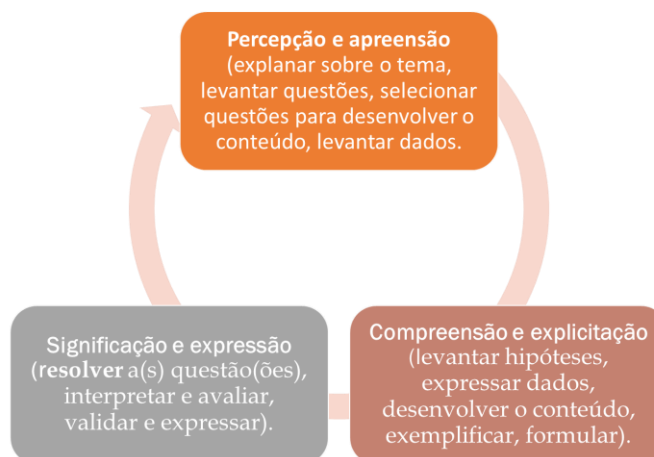 Percepção e apreensão
(explanar sobre o tema,
levantar questões, selecionar
questões para desenvolver o
conteúdo, levantar dados.
Significação e expressão
(resolver a(s) questão(ões),
interpretar e avaliar,
validar e expressar).
Compreensão e explicitação
(levantar hipóteses,
expressar dados,
desenvolver o conteúdo,
exemplificar, formular).